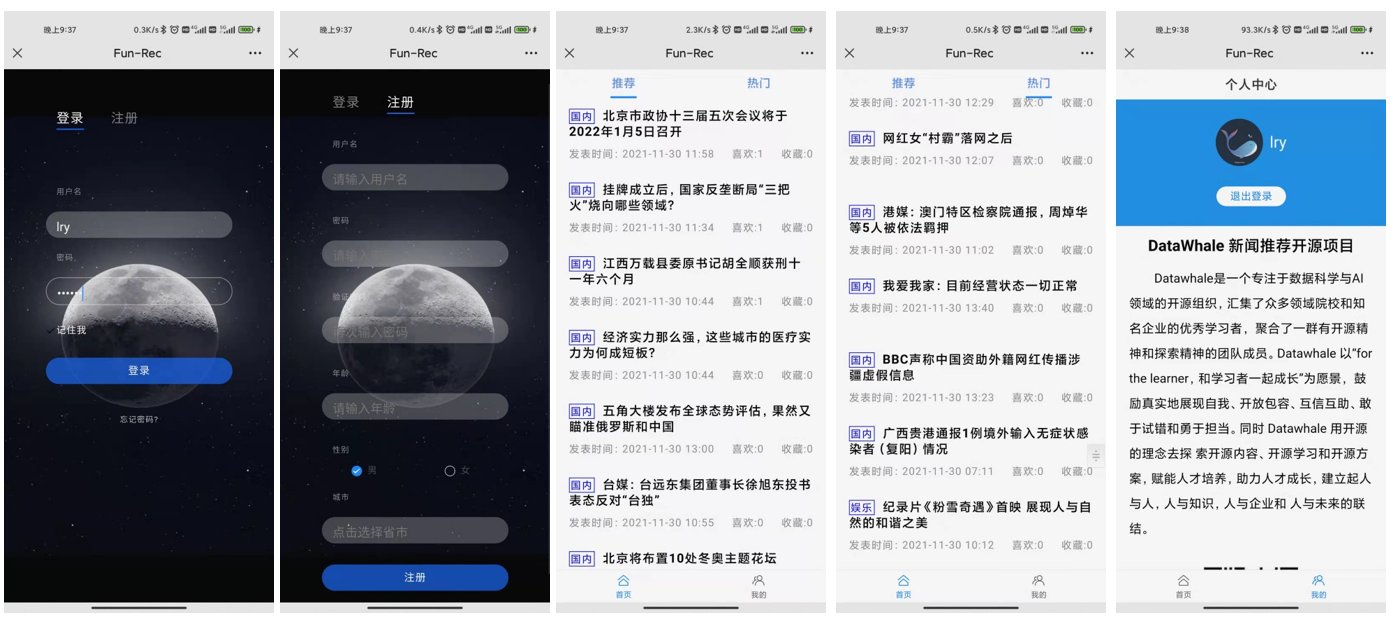 晚上9:37
0.3K/s
Fun-Rec
登录 注册
用户名
lry
密码
••••••
记住我
登录
忘记密码?
晚上9:37
0.4K/s
Fun-Rec
登录 注册
用户名
请输入用户名
密码
请输入
验证
请次输入密码
年龄
请输入年龄
性别
男 女
城市
点击选择省市
注册
晚上9:37
2.3K/s
Fun-Rec
推荐 热门
国内 北京市政协十三届五次会议将于
2022年1月5日召开
发表时间: 2021-11-30 11:58 喜欢:1 收藏:0
国内 挂牌成立后, 国家反垄断局“三把
火”烧向哪些领域?
发表时间: 2021-11-30 11:34 喜欢:1 收藏:0
国内 江西万载县委原书记胡全顺获刑十
一年六个月
发表时间: 2021-11-30 10:44 喜欢:1 收藏:0
国内 经济实力那么强, 这些城市的医疗实
力为何成短板?
发表时间: 2021-11-30 10:44 喜欢:0 收藏:0
国内 五角大楼发布全球态势评估, 果然又
瞄准俄罗斯和中国
发表时间: 2021-11-30 13:00 喜欢:0 收藏:0
国内 台媒: 台远东集团董事长徐旭东投书
表态反对“台独”
发表时间: 2021-11-30 10:55 喜欢:0 收藏:0
国内 北京将布置10处冬奥主题花坛
首页 我的
晚上9:37
0.5K/s
Fun-Rec
推荐 热门
发表时间: 2021-11-30 12:29 喜欢:0 收藏:0
国内 网红女“村霸”落网之后
发表时间: 2021-11-30 12:07 喜欢:0 收藏:0
国内 港媒: 澳门特区检察院通报, 周焯华
等5人被依法羁押
发表时间: 2021-11-30 11:02 喜欢:0 收藏:0
国内 我爱我家: 目前经营状态一切正常
发表时间: 2021-11-30 13:40 喜欢:0 收藏:0
国内 BBC声称中国资助外籍网红传播涉
疆虚假信息
发表时间: 2021-11-30 13:23 喜欢:0 收藏:0
国内 广西贵港通报1例境外输入无症状感
染者 (复阳) 情况
发表时间: 2021-11-30 07:11 喜欢:0 收藏:0
娱乐 纪录片《粉雪奇遇》首映 展现人与自
然的和谐之美
发表时间: 2021-11-30 10:12 喜欢:0 收藏:0
首页 我的
晚上9:38
93.3K/s
Fun-Rec
个人中心
lry
退出登录
DataWhale 新闻推荐开源项目
Datawhale是一个专注于数据科学与AI
领域的开源组织, 汇集了众多领域院校和知
名企业的优秀学习者, 聚合了一群有开源精
神和探索精神的团队成员。Datawhale 以“for
the learner, 和学习者一起成长”为愿景, 鼓
励真实地展现自我、开放包容、互信互助、敢
于试错和勇于担当。同时 Datawhale 用开源
的理念去探 索开源内容、开源学习和开源方
案, 赋能人才培养, 助力人才成长, 建立起人
与人, 人与知识, 人与企业和 人与未来的联
结。
首页 我的